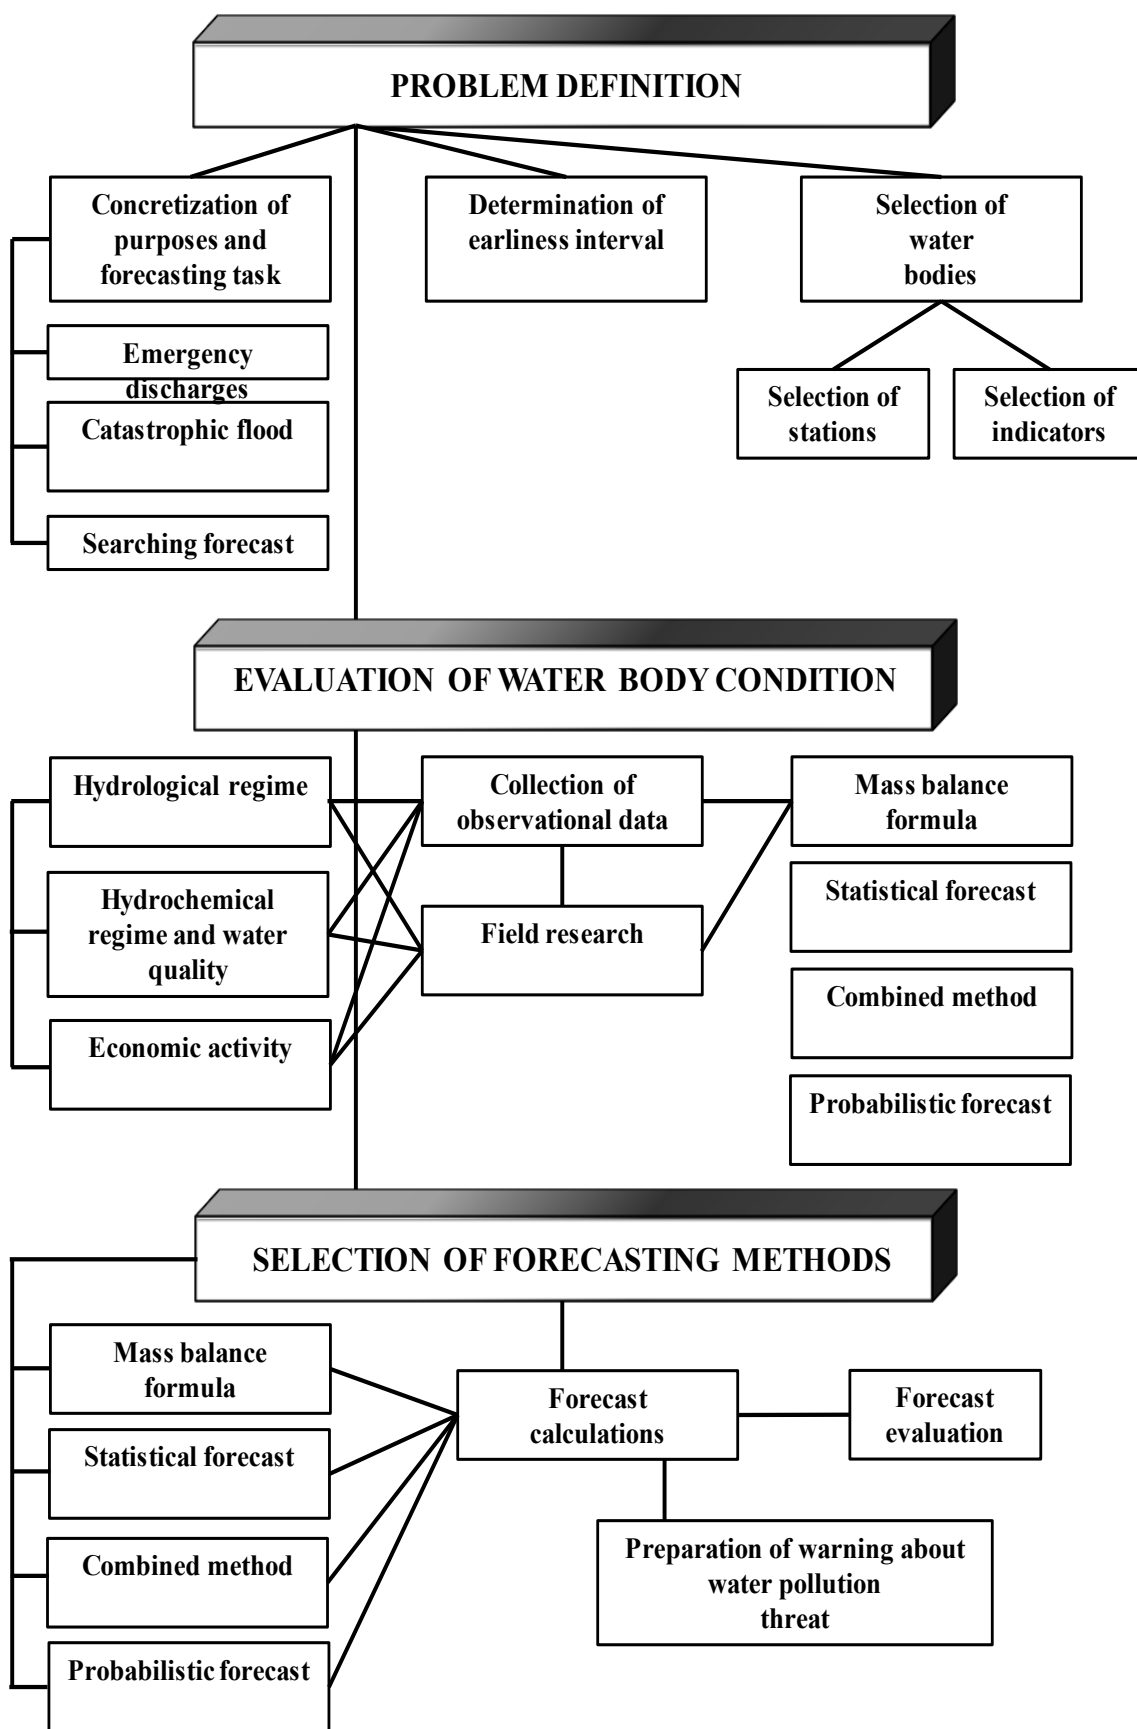 PROBLEM DEFINITION
Concretization of
purposes and
forecasting task
Determination of
earliness interval
Selection of
water
bodies
Emergency
discharges
Catastrophic flood
Searching forecast
Selection of
stations
Selection of
indicators
EVALUATION OF WATER BODY CONDITION
Hydrological regime
Hydrochemical
regime and water
quality
Economic activity
Collection of
observational data
Field research
Mass balance
formula
Statistical forecast
Combined method
Probabilistic forecast
SELECTION OF FORECASTING METHODS
Mass balance
formula
Statistical forecast
Combined method
Probabilistic forecast
Forecast
calculations
Forecast
evaluation
Preparation of warning about
water pollution
threat